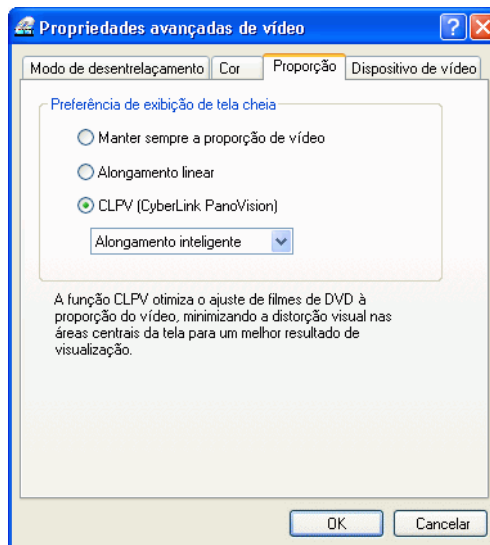 Propriedades avançadas de vídeo
Modo de desentrelaçamento Cor Proporção Dispositivo de vídeo
Preferência de exibição de tela cheia
Manter sempre a proporção de vídeo
Alongamento linear
CLPV (CyberLink PanoVision)
Alongamento inteligente
A função CLPV otimiza o ajuste de filmes de DVD à
proporção do vídeo, minimizando a distorção visual nas
áreas centrais da tela para um melhor resultado de
visualização.
OK Cancelar